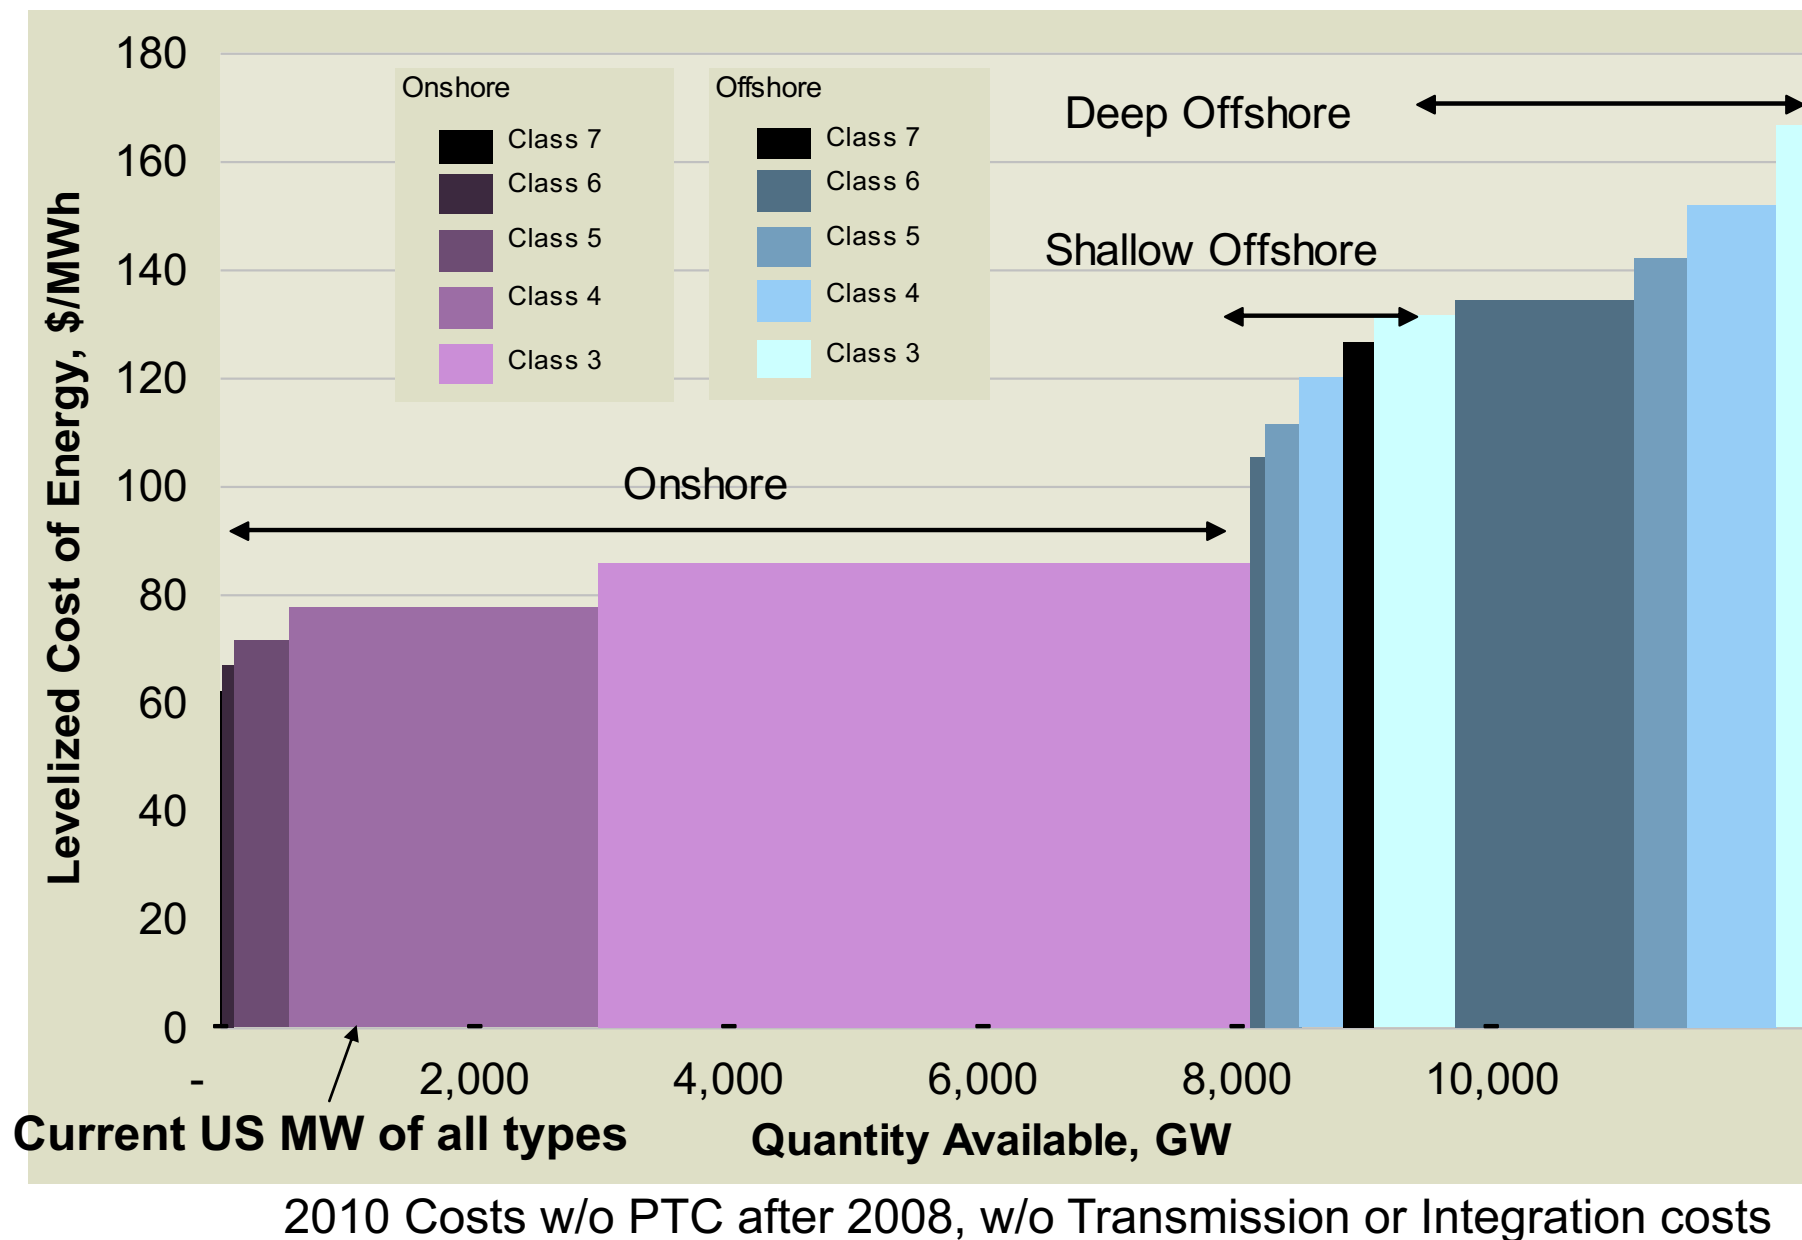 180
160
140
120
100
80
60
40
20
0
Levelized Cost of Energy, $/MWh
Onshore
Class 7
Class 6
Class 5
Class 4
Class 3
Offshore
Class 7
Class 6
Class 5
Class 4
Class 3
Deep Offshore
Shallow Offshore
Onshore
-
2,000
4,000
6,000
8,000
10,000
Current US MW of all types
Quantity Available, GW
2010 Costs w/o PTC after 2008, w/o Transmission or Integration costs